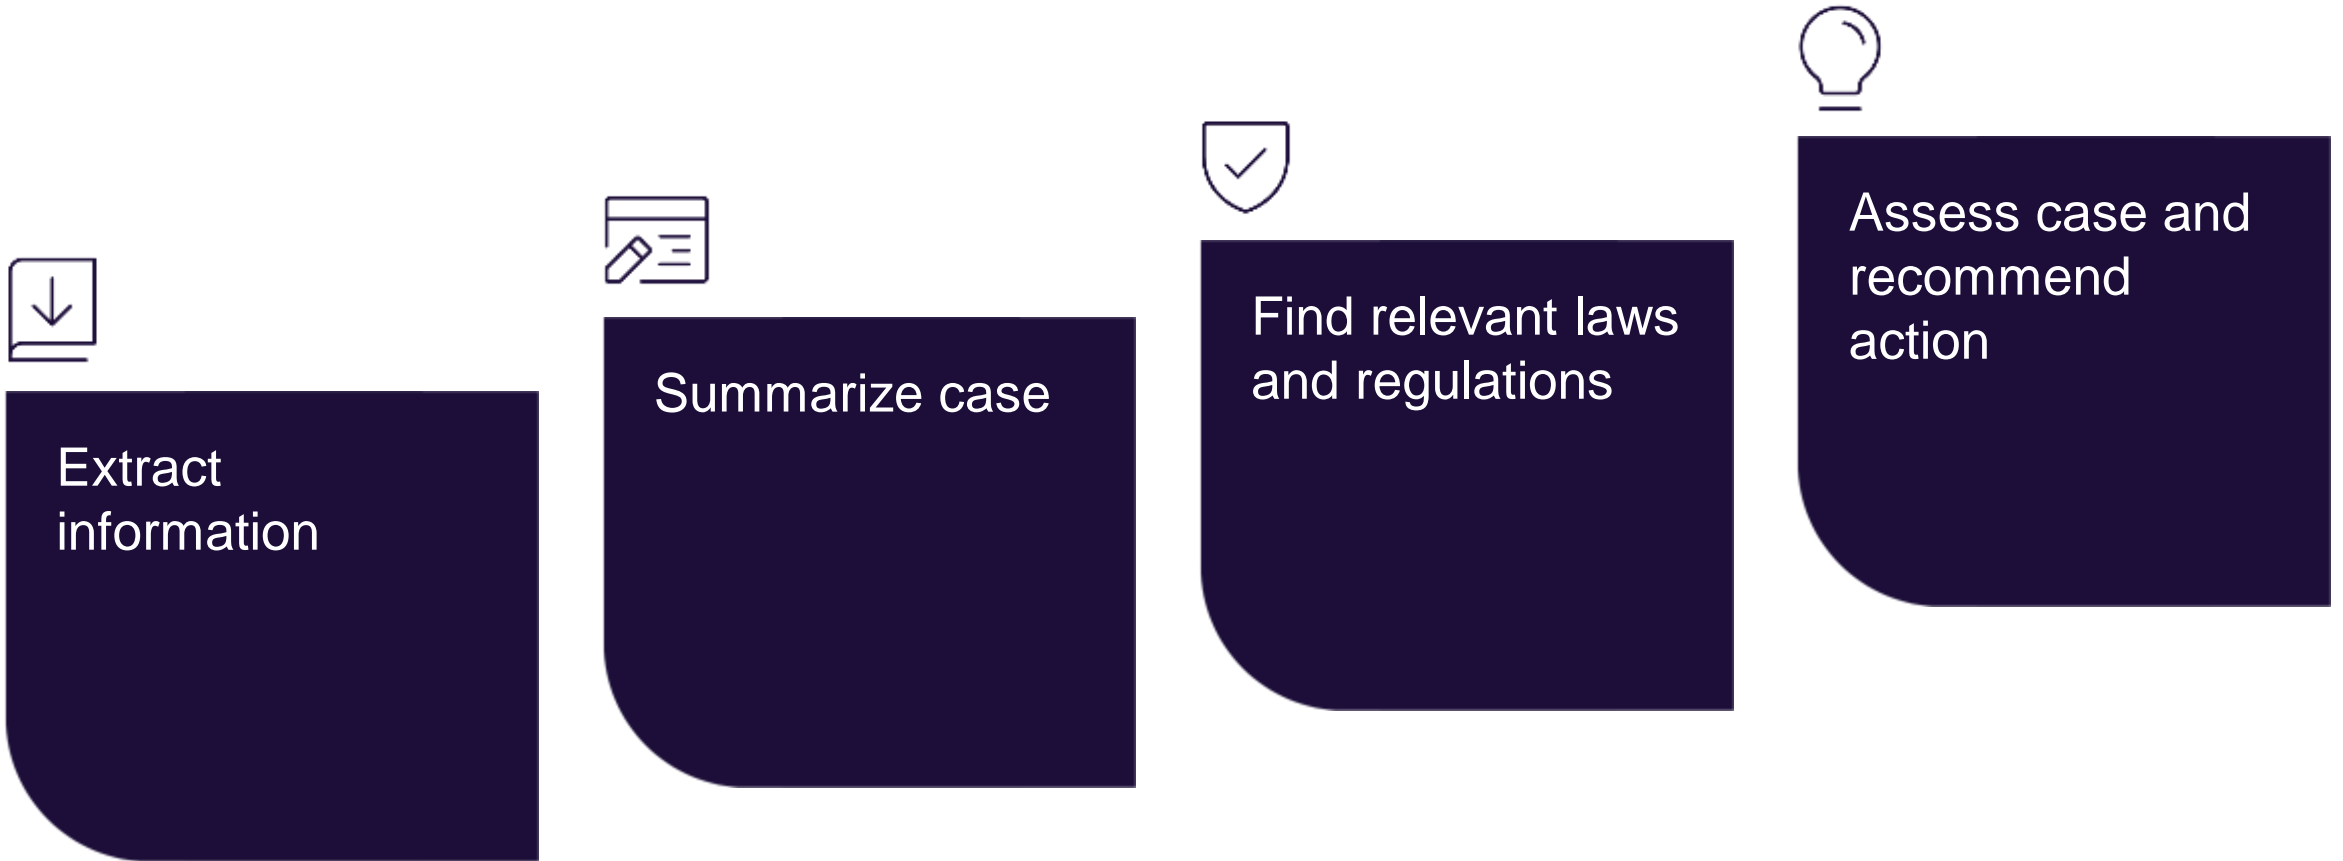 Extract
information
Summarize case
Find relevant laws
and regulations
Assess case and
recommend
action